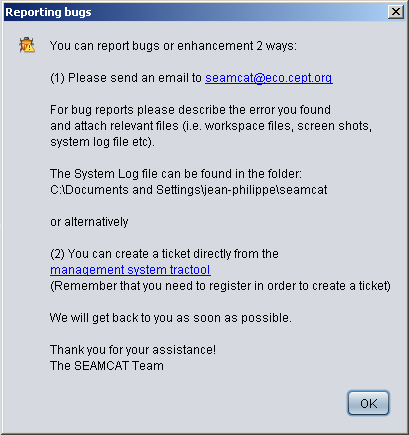 Reporting bugs
You can report bugs or enhancement 2 ways:
(1) Please send an email to seamcat@eco.cept.org
For bug reports please describe the error you found
and attach relevant files (i.e. workspace files, screen shots,
system log file etc).
The System Log file can be found in the folder:
C:\Documents and Settings\jean-philippe\seamcat
or alternatively
(2) You can create a ticket directly from the
management system tractool
(Remember that you need to register in order to create a ticket)
We will get back to you as soon as possible.
Thank you for your assistance!
The SEAMCAT Team
OK